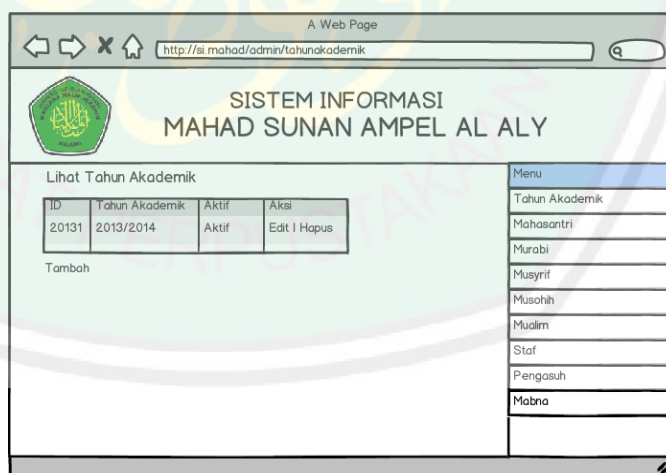 A Web Page
http://si.mahad/admin/tahunakademik
SISTEM INFORMASI
MAHAD SUNAN AMPEL AL ALY
Lihat Tahun Akademik
ID Tahun Akademik Aktif Aksi
20131 2013/2014 Aktif Edit I Hapus
Tambah
Menu
Tahun Akademik
Mahasantri
Murabi
Musyrif
Musohih
Mualim
Staf
Pengasuh
Mabna